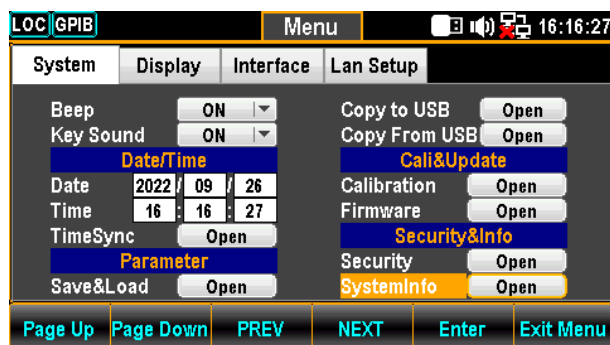 LOC GPIB Menu 16:16:27
System Display Interface Lan Setup
Beep ON
Key Sound ON
Date/Time
Date 2022 / 09 / 26
Time 16 : 16 : 27
TimeSync Open
Parameter
Save&Load Open
Copy to USB Open
Copy From USB Open
Cali&Update
Calibration Open
Firmware Open
Security&Info
Security Open
SystemInfo Open
Page Up Page Down PREV NEXT Enter Exit Menu